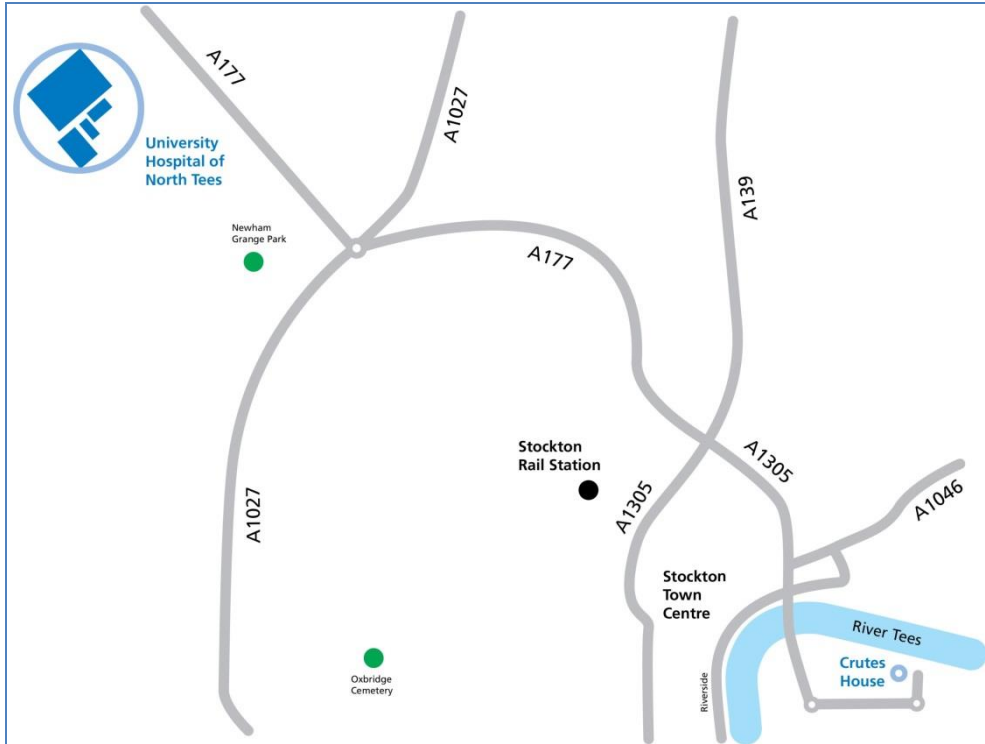 A177
A1027
University
Hospital of
North Tees
A139
Newham
Grange Park
A177
Stockton
Rail Station
A1305
A1305
A1046
A1027
Stockton
Town
Centre
River Tees
Crutes
House
Oxbridge
Cemetery
Riverside